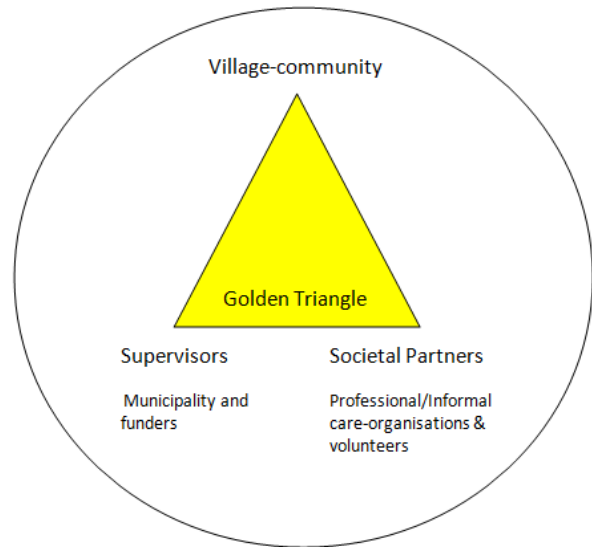 Village-community
Golden Triangle
Supervisors
Municipality and
funders
Societal Partners
Professional/Informal
care-organisations &
volunteers